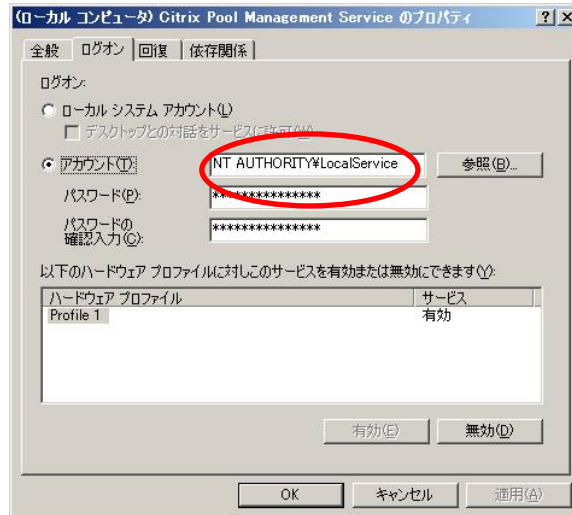 (ローカル コンピュータ) Citrix Pool Management Service のプロパティ
全般 ログオン 回復 依存関係
ログオン:
ローカル システム アカウント(L)
デスクトップとの対話をサービスに許可(W)
アカウント(T): NT AUTHORITY¥LocalService 参照(B)...
パスワード(P): ***************
パスワードの
確認入力(C): ***************
以下のハードウェア プロファイルに対しこのサービスを有効または無効にできます(Y):
ハードウェア プロファイル サービス
Profile 1 有効
有効(E) 無効(D)
OK キャンセル 適用(A)